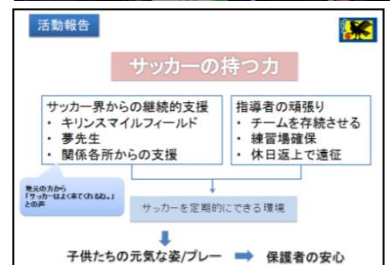 活動報告
サッカーの持つ力
サッカー界からの継続的支援
・ キリンスマイルフィールド
・ 夢先生
・ 関係各所からの支援
指導者の頑張り
・ チームを存続させる
・ 練習場確保
・ 休日返上で遠征
地元の方から
「サッカーはよく来てくれるね。」
との声
サッカーを定期的にできる環境
子供たちの元気な姿/プレー
保護者の安心